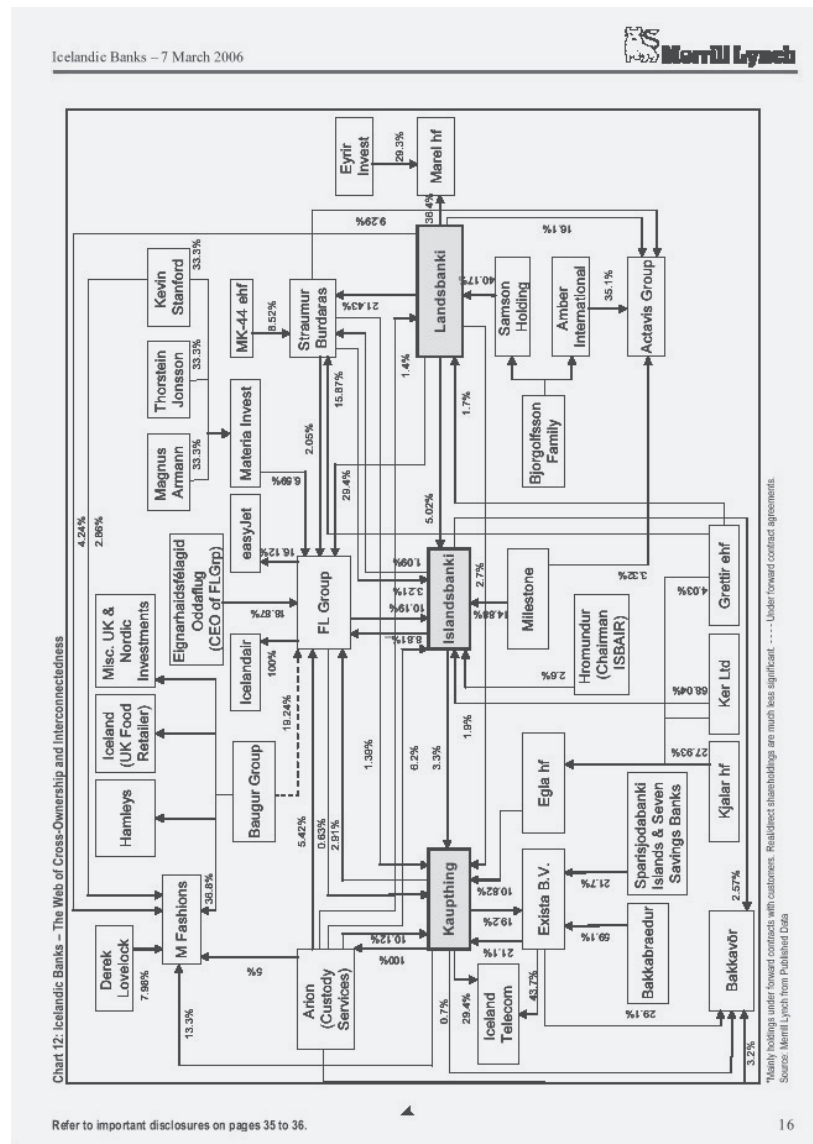 Icelandic Banks – 7 March 2006
Merrill Lynch
Chart 12: Icelandic Banks – The Web of Cross-Ownership and Interconnectedness
Derek
Lovelock
7.98%
M Fashions
13.3%
5%
38.8%
Hamleys
Iceland
(UK Food
Retailer)
Misc. UK &
Nordic
Investments
4.24%
2.86%
Magnus
Armann
33.3%
Thorstein
Jonsson
33.3%
Kevin
Stanford
33.3%
Baugur Group
19.24%
Icelandair
100%
Eignarhaidsfélagid
Oddaflug
(CEO of FLGrp)
18.87%
easyJet
16.12%
Materia Invest
6.59%
MK-44 ehf
8.52%
Arion
(Custody
Services)
5.42%
0.63%
2.91%
FL Group
2.05%
Straumur
Burdaras
15.87%
29.4%
21.43%
9.29%
Eyrir
Invest
29.3%
100%
10.12%
1.39%
6.2%
8.81%
10.19%
3.21%
1.09%
1.4%
36.4%
Marel hf
Kaupthing
3.3%
Islandsbanki
5.02%
Landsbanki
0.7%
29.4%
21.1%
19.2%
10.82%
1.9%
14.88%
2.7%
1.7%
40.17%
16.1%
Iceland
Telecom
43.7%
Exista B.V.
Egla hf
2.6%
Hromundur
(Chairman
ISBAIR)
Milestone
Samson
Holding
Amber
International
35.1%
Bjorgolfsson
Family
29.1%
59.1%
21.7%
Bakkabraedur
Sparisjodabanki
Islands & Seven
Savings Banks
27.93%
68.04%
4.03%
3.32%
Bakkavör
3.2%
2.57%
Kjalar hf
Ker Ltd
Grettir ehf
Actavis Group
*Mainly holdings under forward contracts with customers. Real/direct shareholdings are much less significant. - - - - Under forward contract agreements.
Source: Merrill Lynch from Published Data
Refer to important disclosures on pages 35 to 36.
16